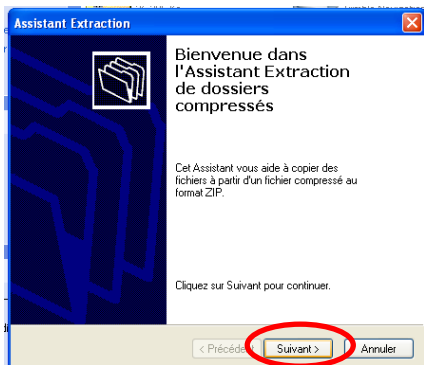 Assistant Extraction
Bienvenue dans
l'Assistant Extraction
de dossiers
compressés
Cet Assistant vous aide à copier des
fichiers à partir d'un fichier compressé au
format ZIP.
Cliquez sur Suivant pour continuer.
< Précédent Suivant > Annuler